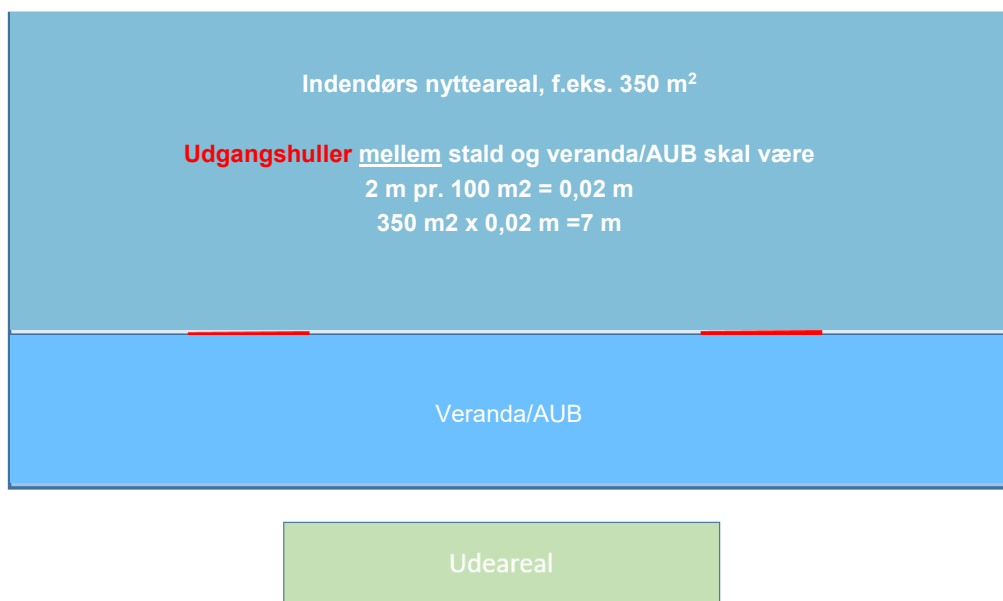 Indendørs nytteareal, f.eks. 350 m²
Udgangshuller mellem stald og veranda/AUB skal være
2 m pr. 100 m2 = 0,02 m
350 m2 x 0,02 m =7 m
Veranda/AUB
Udeareal